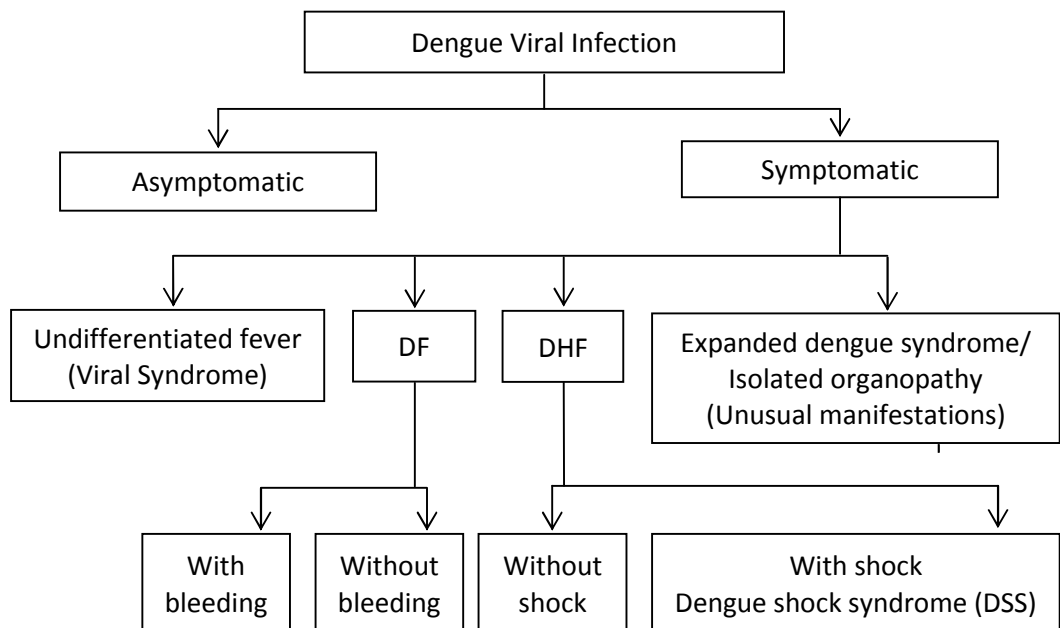 Dengue Viral Infection
Asymptomatic
Symptomatic
Undifferentiated fever
(Viral Syndrome)
DF
DHF
Expanded dengue syndrome/
Isolated organopathy
(Unusual manifestations)
With
bleeding
Without
bleeding
Without
shock
With shock
Dengue shock syndrome (DSS)